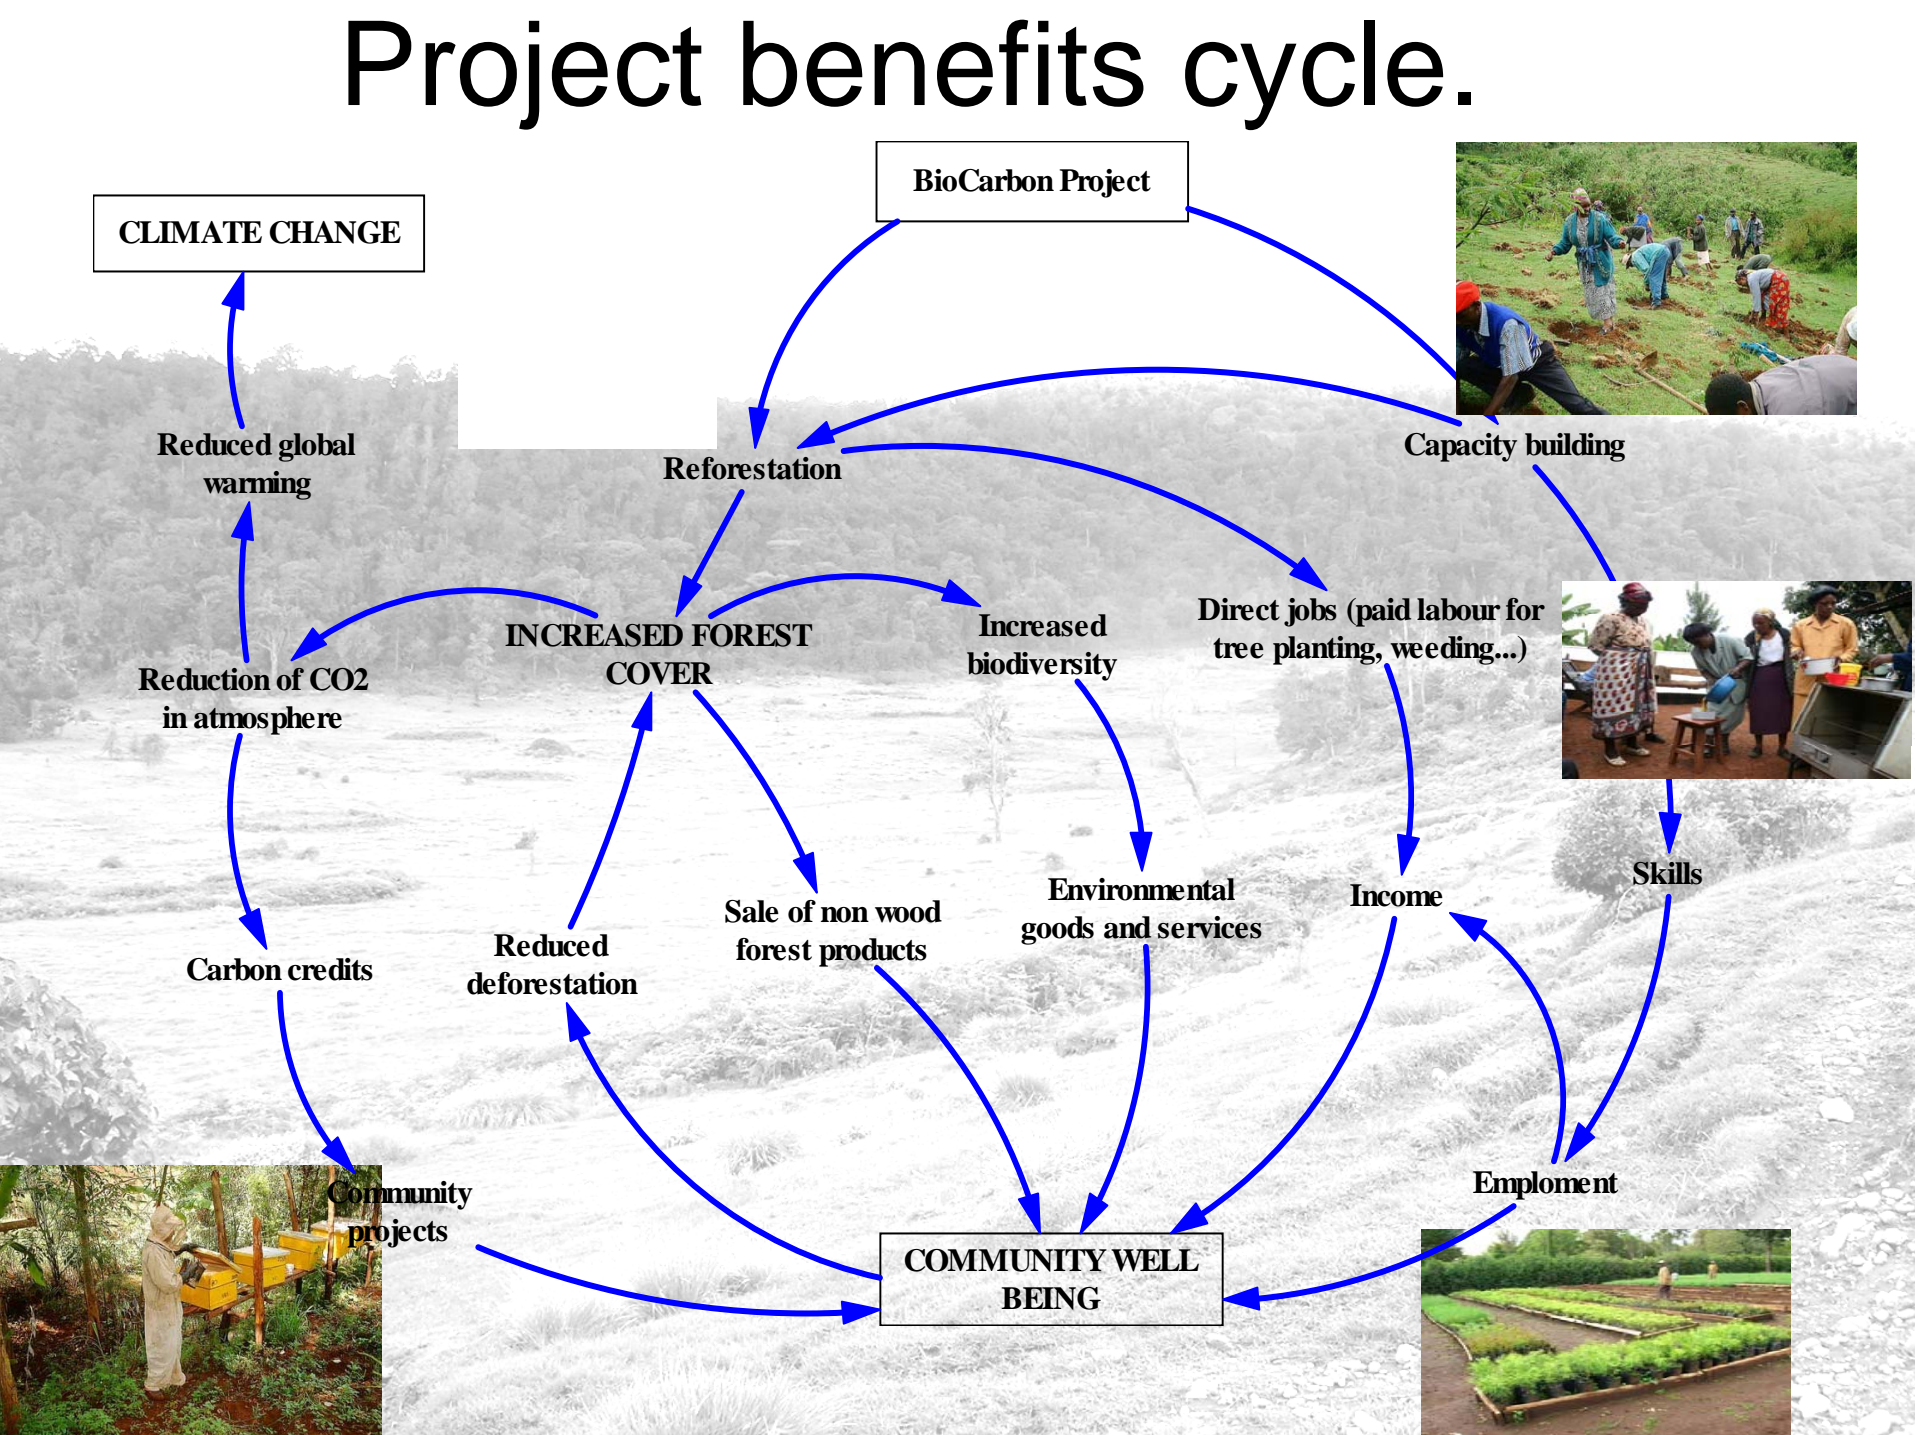 Project benefits cycle.
BioCarbon Project
CLIMATE CHANGE
Reduced global
warming
Reforestation
Capacity building
INCREASED FOREST
COVER
Increased
biodiversity
Direct jobs (paid labour for
tree planting, weeding...)
Reduction of CO2
in atmosphere
Environmental
goods and services
Income
Skills
Sale of non wood
forest products
Reduced
deforestation
Carbon credits
Community
projects
Emploment
COMMUNITY WELL
BEING